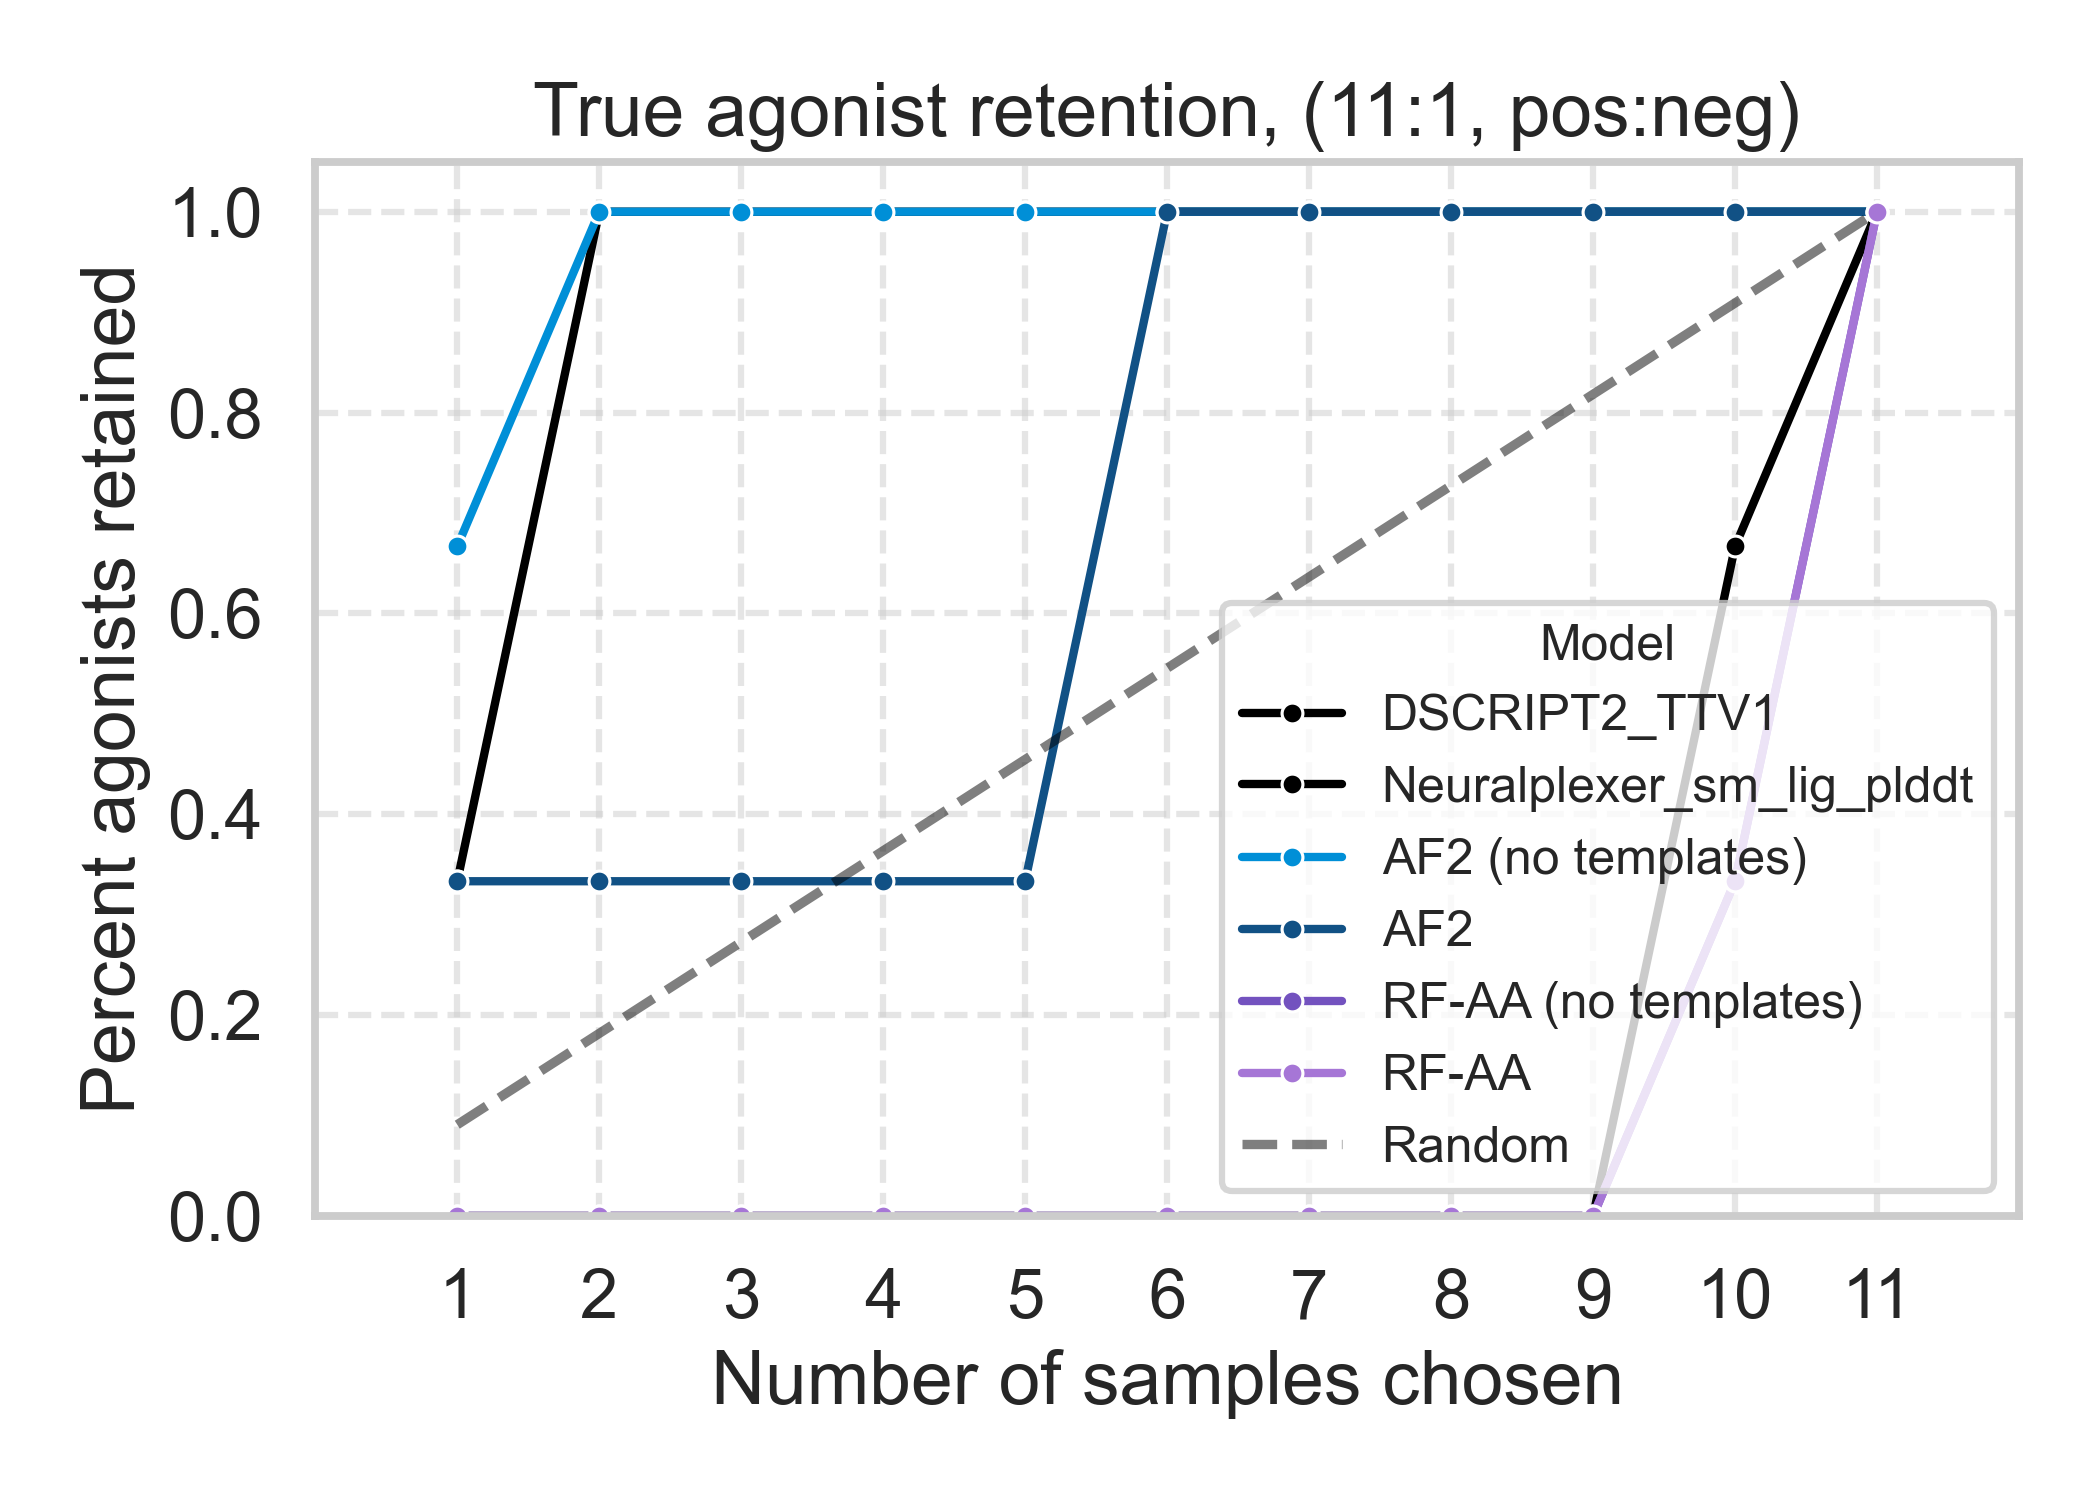 True agonist retention, (11:1, pos:neg)
Percent agonists retained
1.0
0.8
0.6
0.4
0.2
0.0
Model
DSCRIPT2_TTV1
Neuralplexer_sm_lig_plddt
AF2 (no templates)
AF2
RF-AA (no templates)
RF-AA
Random
1 2 3 4 5 6 7 8 9 10 11
Number of samples chosen